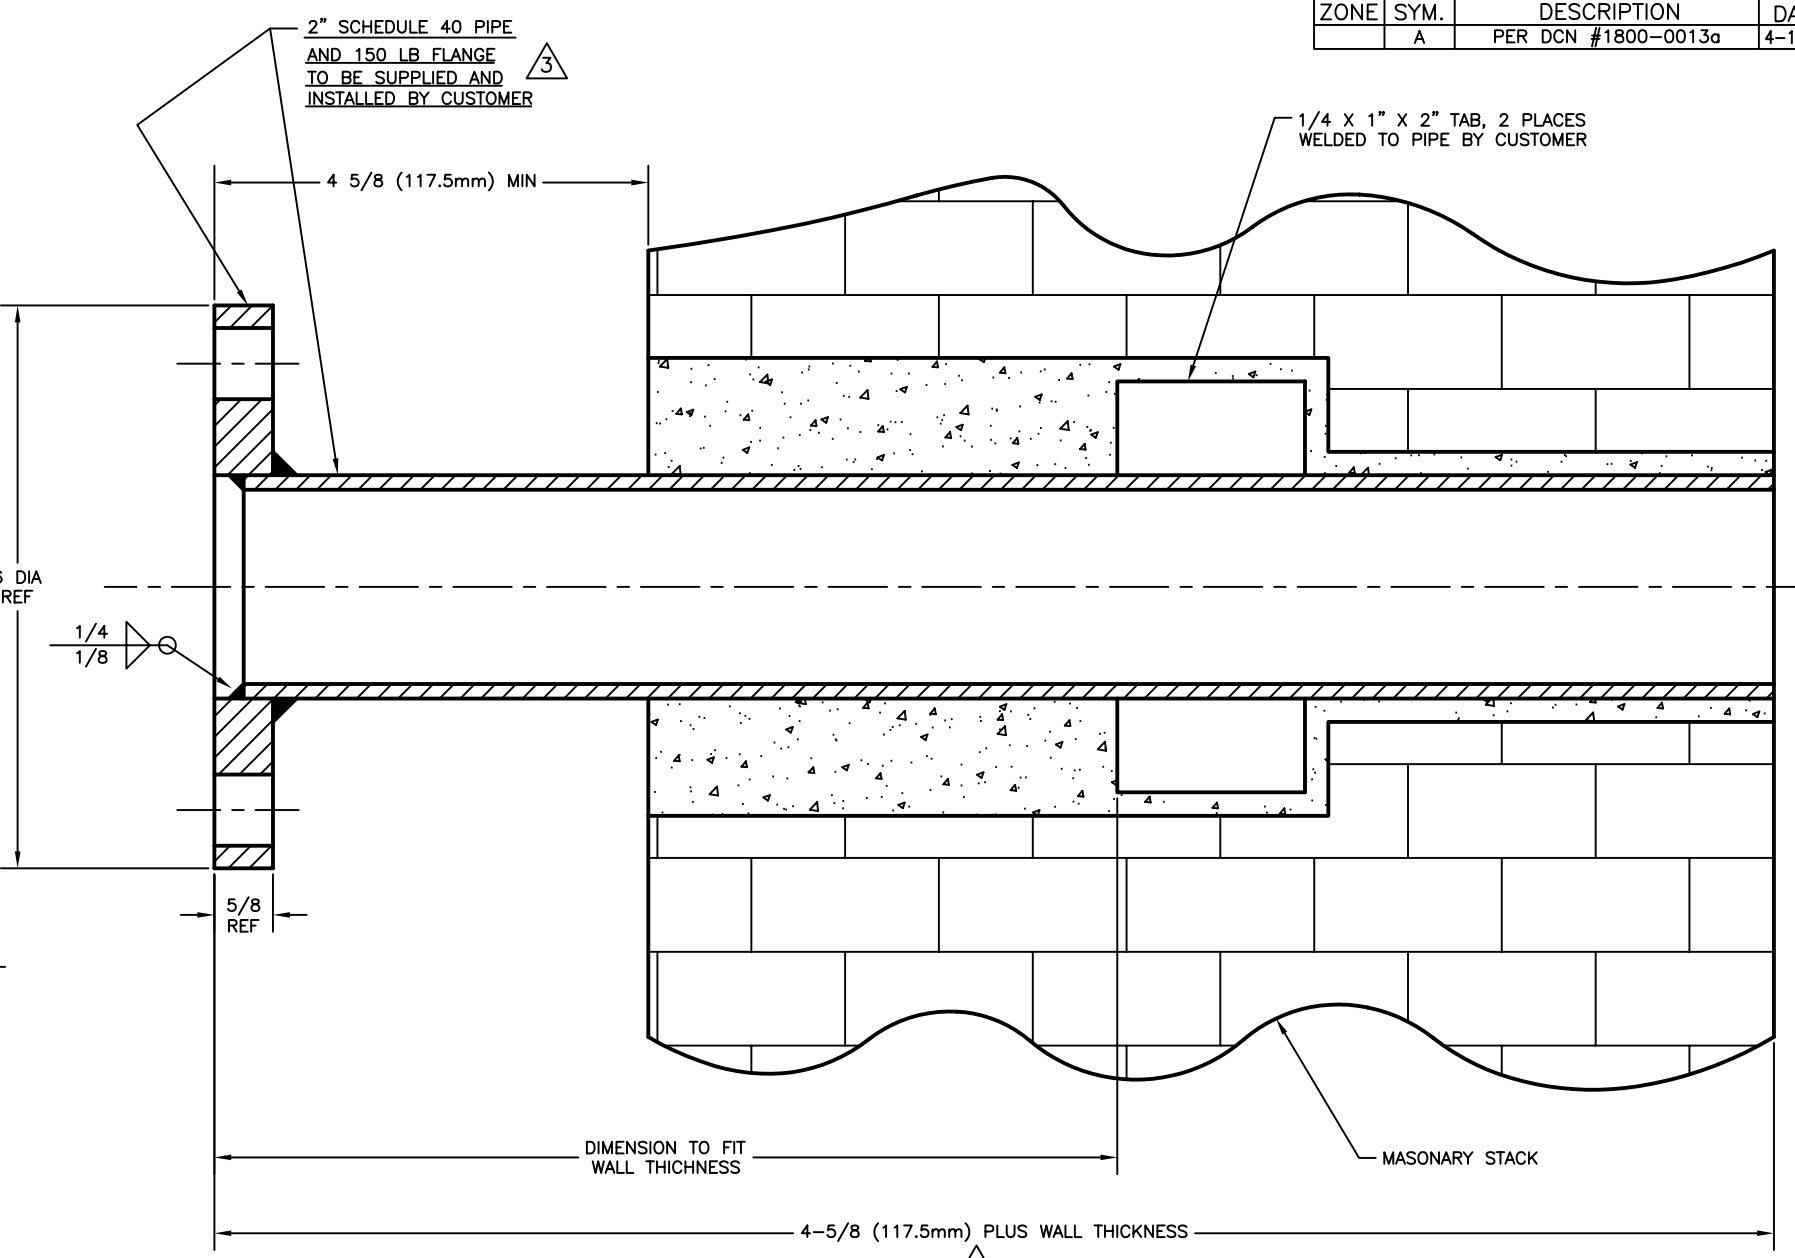 ZONE SYM. DESCRIPTION
A PER DCN #1800-0013a
2” SCHEDULE 40 PIPE
AND 150 LB FLANGE
TO BE SUPPLIED AND
INSTALLED BY CUSTOMER
3
1/4 X 1” X 2” TAB, 2 PLACES
WELDED TO PIPE BY CUSTOMER
4 5/8 (117.5mm) MIN
DIA
REF
1/4
1/8
5/8
REF
DIMENSION TO FIT
WALL THICHNESS
MASONARY STACK
4-5/8 (117.5mm) PLUS WALL THICKNESS